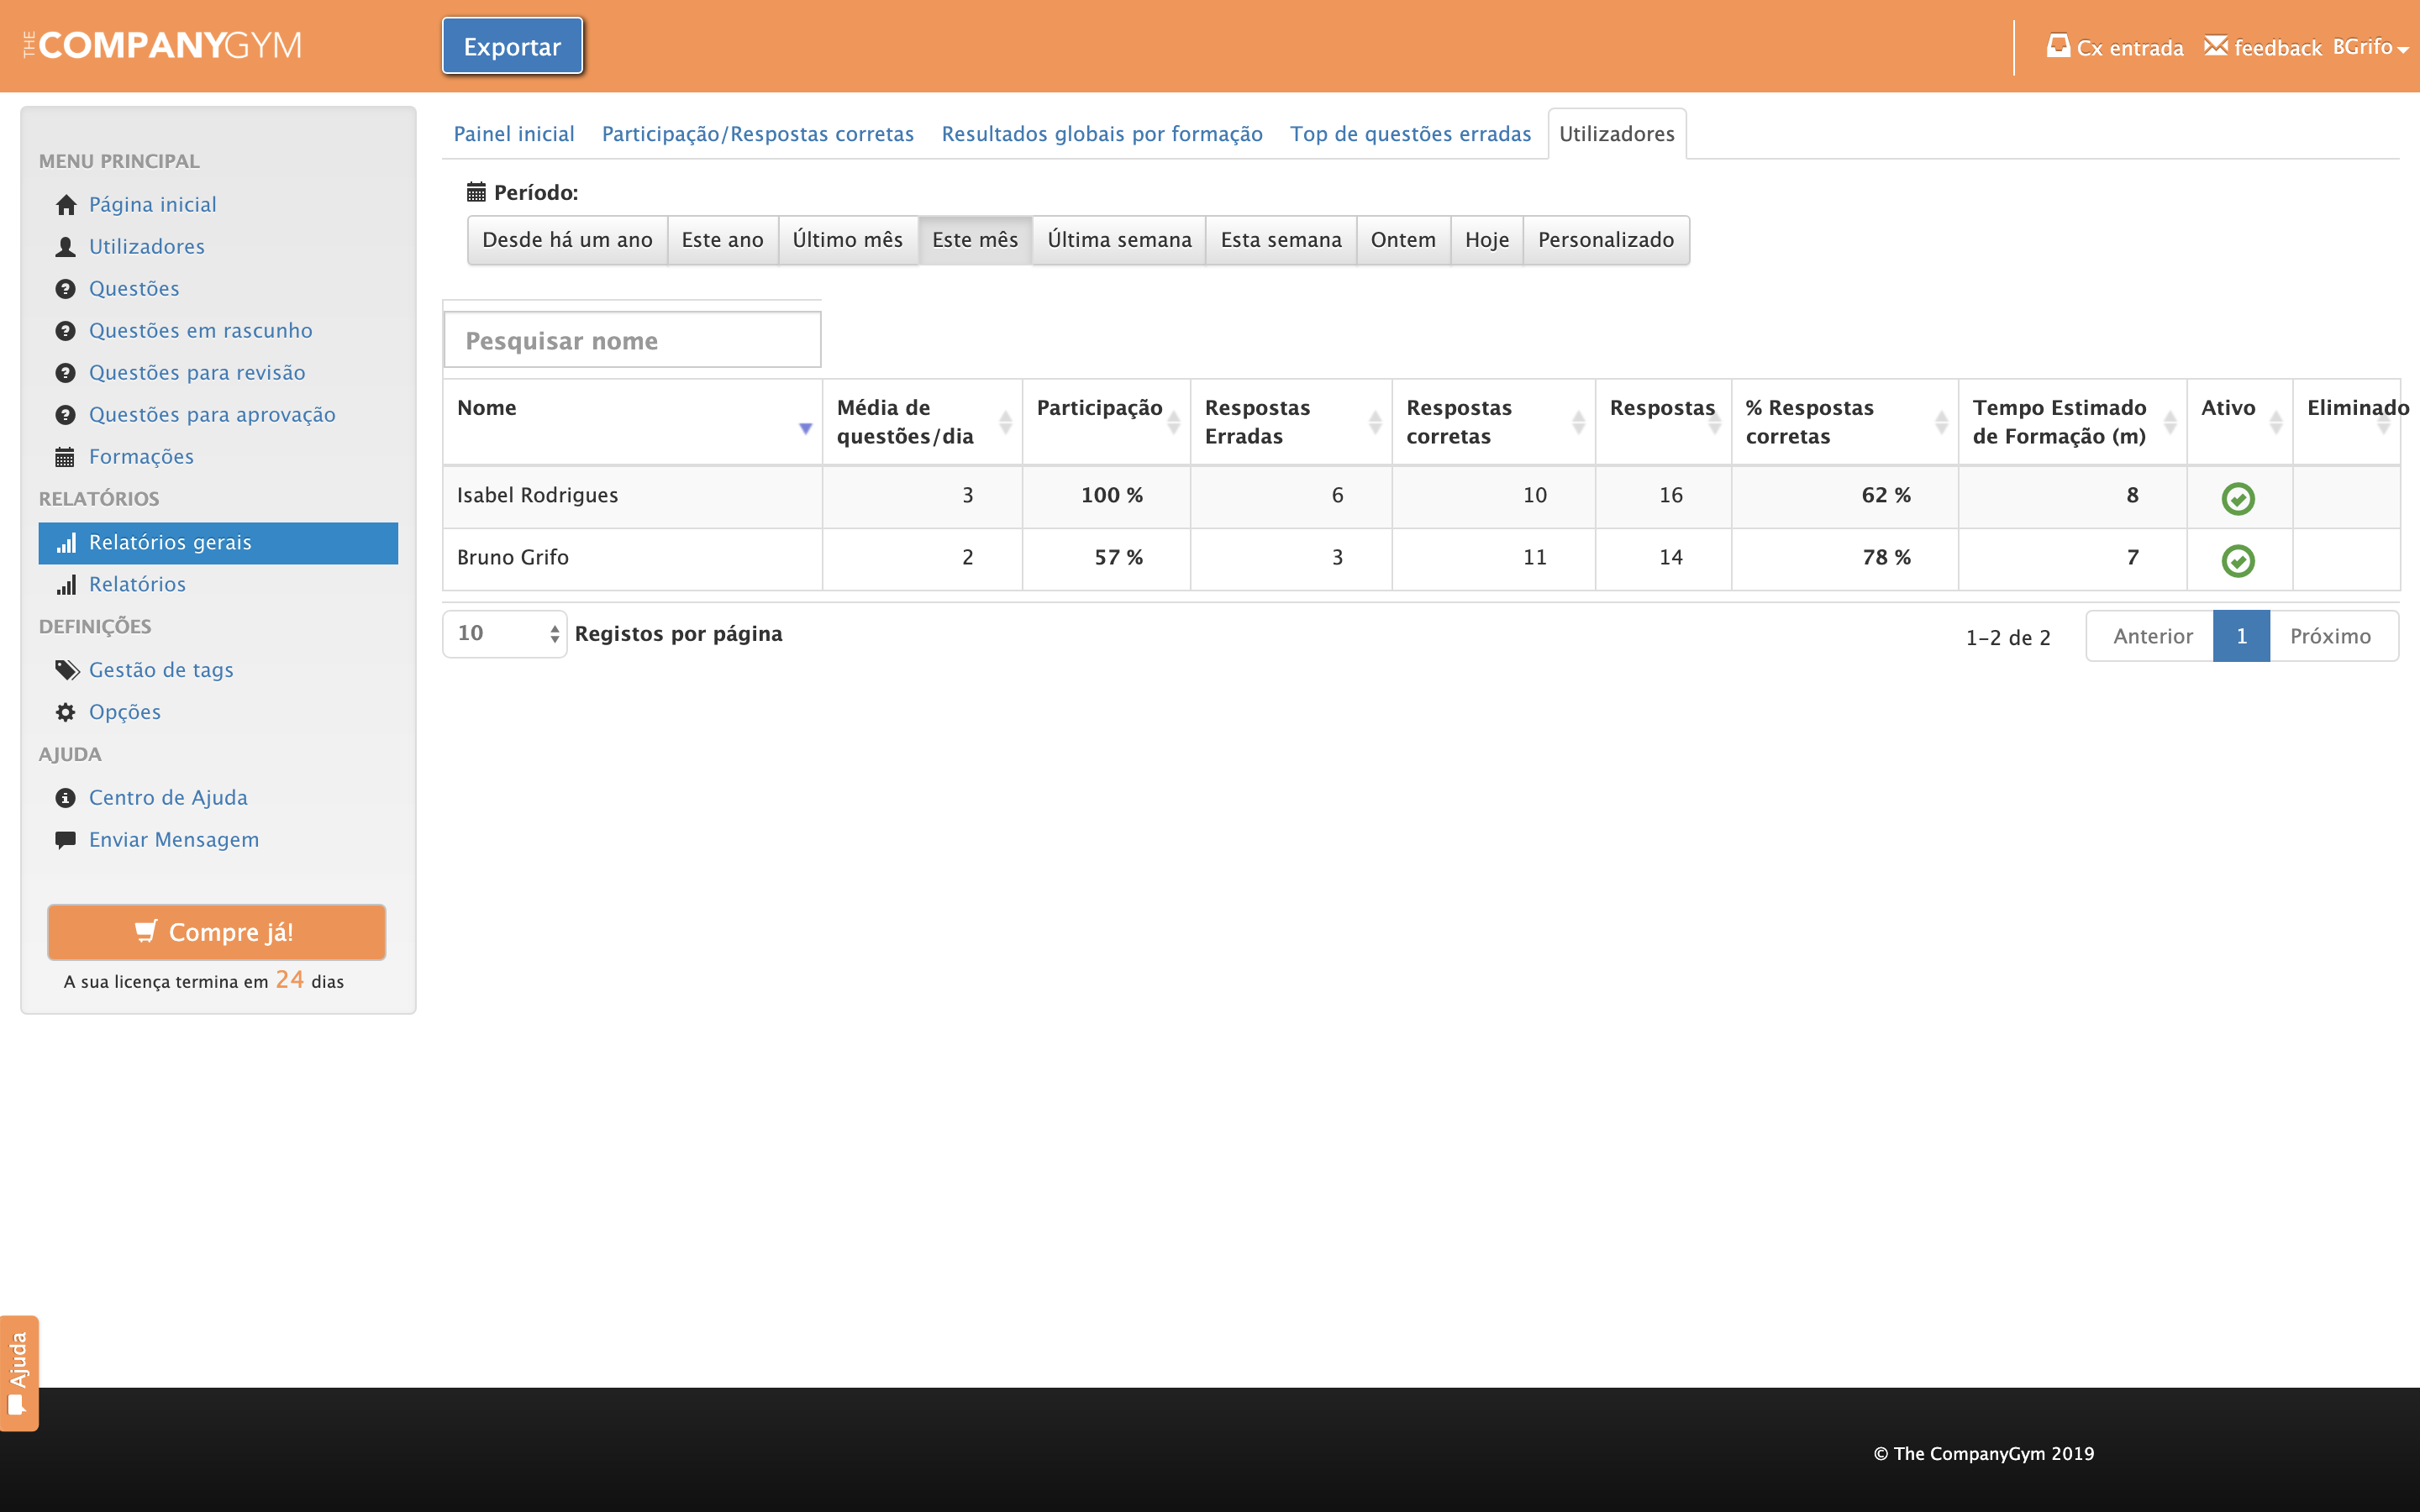 THE COMPANYGYM
Exportar
Cx entrada feedback BGrifo
MENU PRINCIPAL
Página inicial
Utilizadores
Questões
Questões em rascunho
Questões para revisão
Questões para aprovação
Formações
RELATÓRIOS
Relatórios gerais
Relatórios
DEFINIÇÕES
Gestão de tags
Opções
AJUDA
Centro de Ajuda
Enviar Mensagem
Compre já!
A sua licença termina em 24 dias
Painel inicial Participação/Respostas corretas Resultados globais por formação Top de questões erradas Utilizadores
Período:
Desde há um ano Este ano Último mês Este mês Última semana Esta semana Ontem Hoje Personalizado
Pesquisar nome
Nome Média de questões/dia Participação Respostas Erradas Respostas corretas Respostas % Respostas corretas Tempo Estimado de Formação (m) Ativo Eliminado
Isabel Rodrigues 3 100 % 6 10 16 62 % 8
Bruno Grifo 2 57 % 3 11 14 78 % 7
10 Registos por página 1-2 de 2 Anterior 1 Próximo
Ajuda
© The CompanyGym 2019